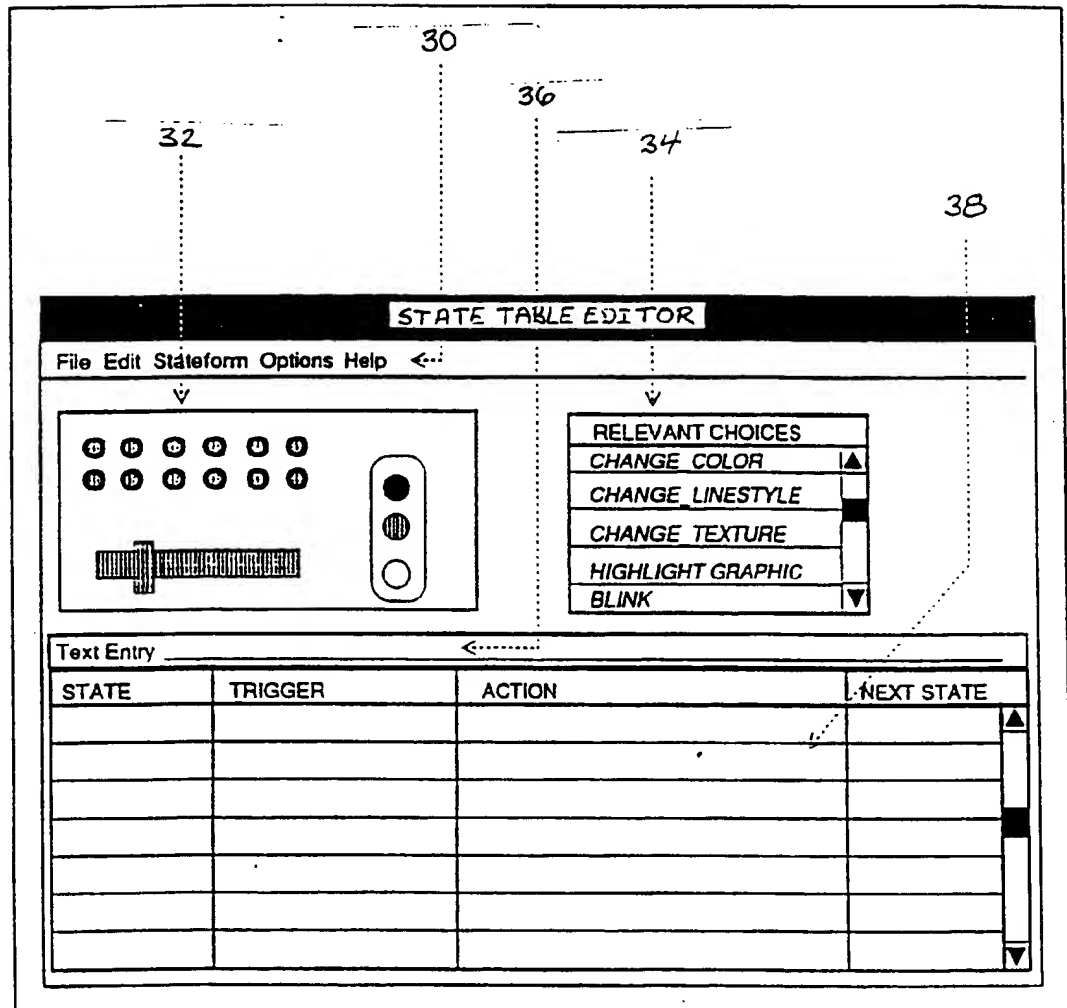 30
36
32
34
38
STATE TABLE EDITOR
File Edit Stateform Options Help
RELEVANT CHOICES
CHANGE_COLOR
CHANGE_LINESTYLE
CHANGE_TEXTURE
HIGHLIGHT GRAPHIC
BLINK
Text Entry
STATE TRIGGER ACTION NEXT STATE